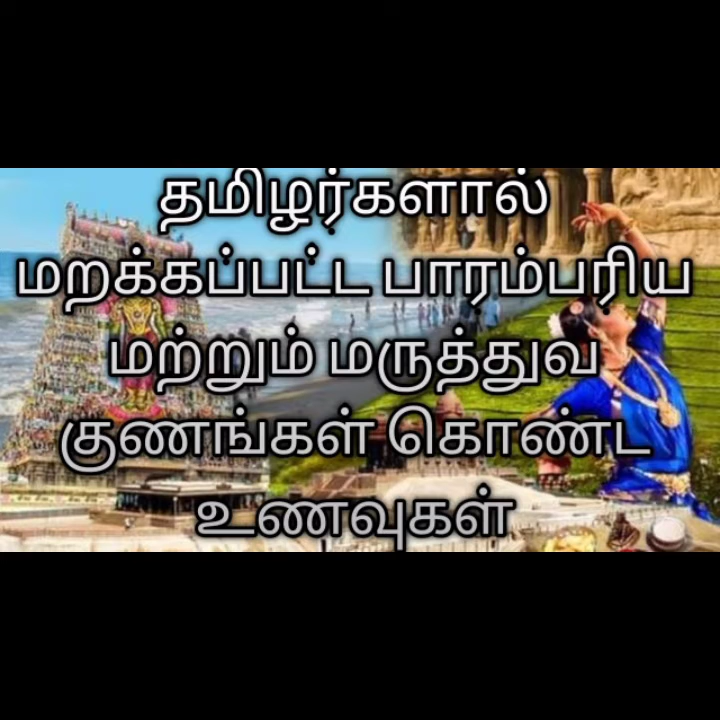 தமிழர்களால்
மறக்கப்பட்ட பாரம்பரிய
மற்றும் மருத்துவ
குணங்கள் கொண்ட
உணவுகள்